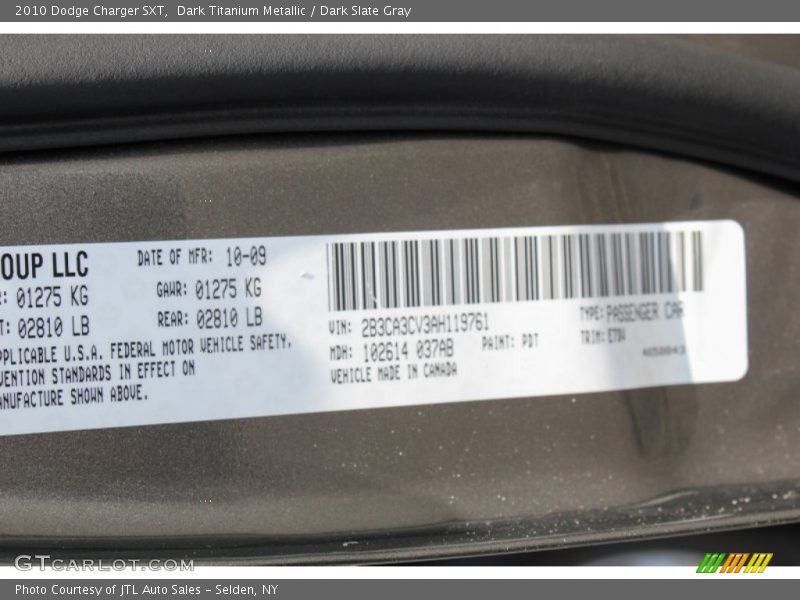 2010 Dodge Charger SXT, Dark Titanium Metallic / Dark Slate Gray
OUP LLC
DATE OF MFR: 10-09
01275 KG
GAWR: 01275 KG
02810 LB
REAR: 02810 LB
PPLICABLE U.S.A. FEDERAL MOTOR VEHICLE SAFETY,
VENTION STANDARDS IN EFFECT ON
ANUFACTURE SHOWN ABOVE.
VIN: 2B3CA3CV3AH119761
TYPE: PASSENGER CAR
MDH: 102614 037AB
PAINT: PDT
TRIM:
VEHICLE MADE IN CANADA
GTCARLOT.COM
Photo Courtesy of JTL Auto Sales - Selden, NY